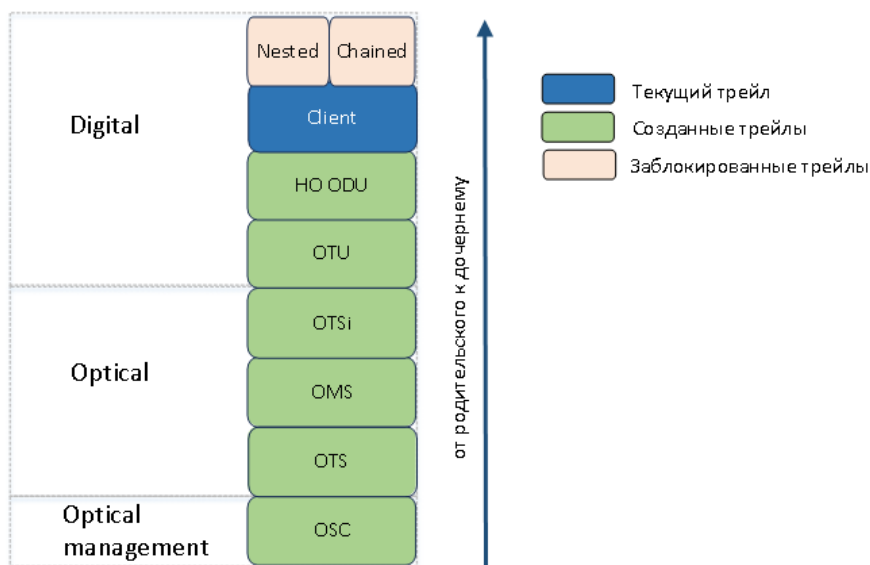 Nested
Chained
Digital
Client
HO ODU
OTU
Optical
OTSi
OMS
OTS
Optical
management
OSC
от родительского к дочернему
Текущий трейл
Созданные трейлы
Заблокированные трейлы